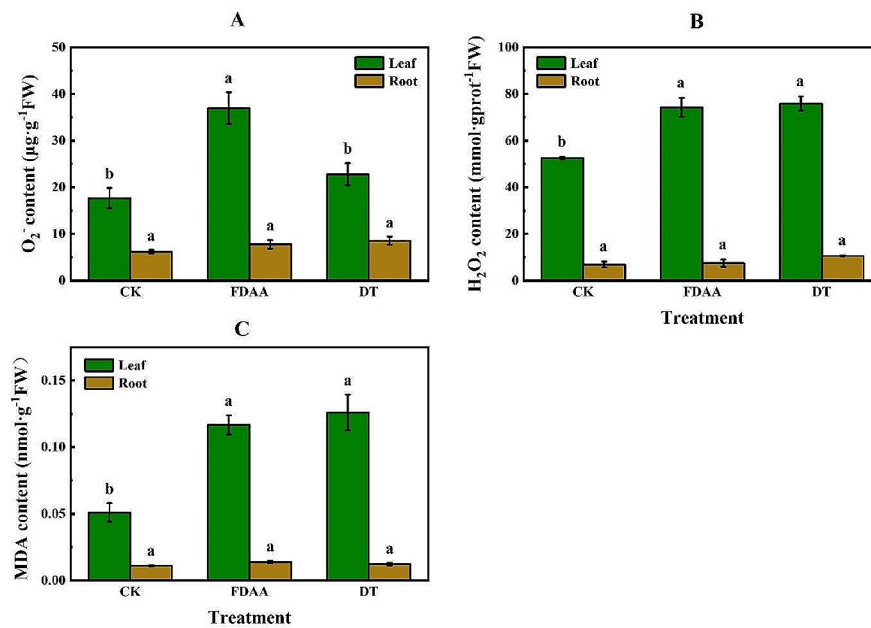 A
O₂⁻ content (μg·g⁻¹FW)
50
40
30
20
10
0
Leaf
Root
b
a
a
a
b
a
CK
FDAA
DT
B
H₂O₂ content (mmol·gprot⁻¹FW)
100
80
60
40
20
0
Leaf
Root
b
a
a
a
a
a
CK
FDAA
DT
Treatment
C
MDA content (nmol·g⁻¹FW)
0.15
0.10
0.05
0.00
Leaf
Root
b
a
a
a
a
a
CK
FDAA
DT
Treatment